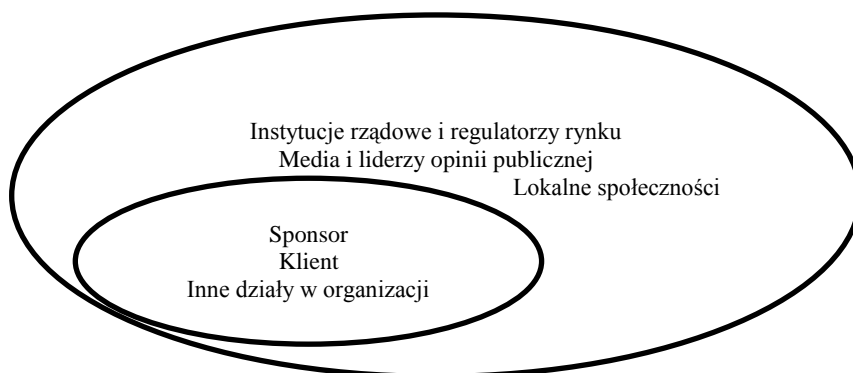 Instytucje rządowe i regulatorzy rynku
Media i liderzy opinii publicznej
Lokalne społeczności
Sponsor
Klient
Inne działy w organizacji